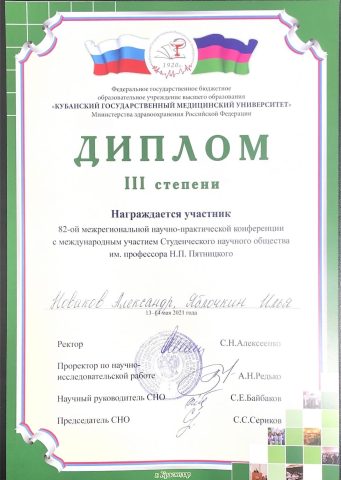 1920г
Федеральное государственное бюджетное
образовательное учреждение высшего образования
«КУБАНСКИЙ ГОСУДАРСТВЕННЫЙ МЕДИЦИНСКИЙ УНИВЕРСИТЕТ»
Министерства здравоохранения Российской Федерации
ДИПЛОМ
III степени
Награждается участник
82-ой межрегиональной научно-практической конференции
с международным участием Студенческого научного общества
им. профессора Н.П. Пятницкого
Новиков Александр, Яблочкин Илья
13-14 мая 2021 года
Ректор С.Н.Алексеенко
Проректор по научно-
исследовательской работе А.Н.Редько
Научный руководитель СНО С.Е.Байбаков
Председатель СНО С.С.Сериков
г. Краснодар